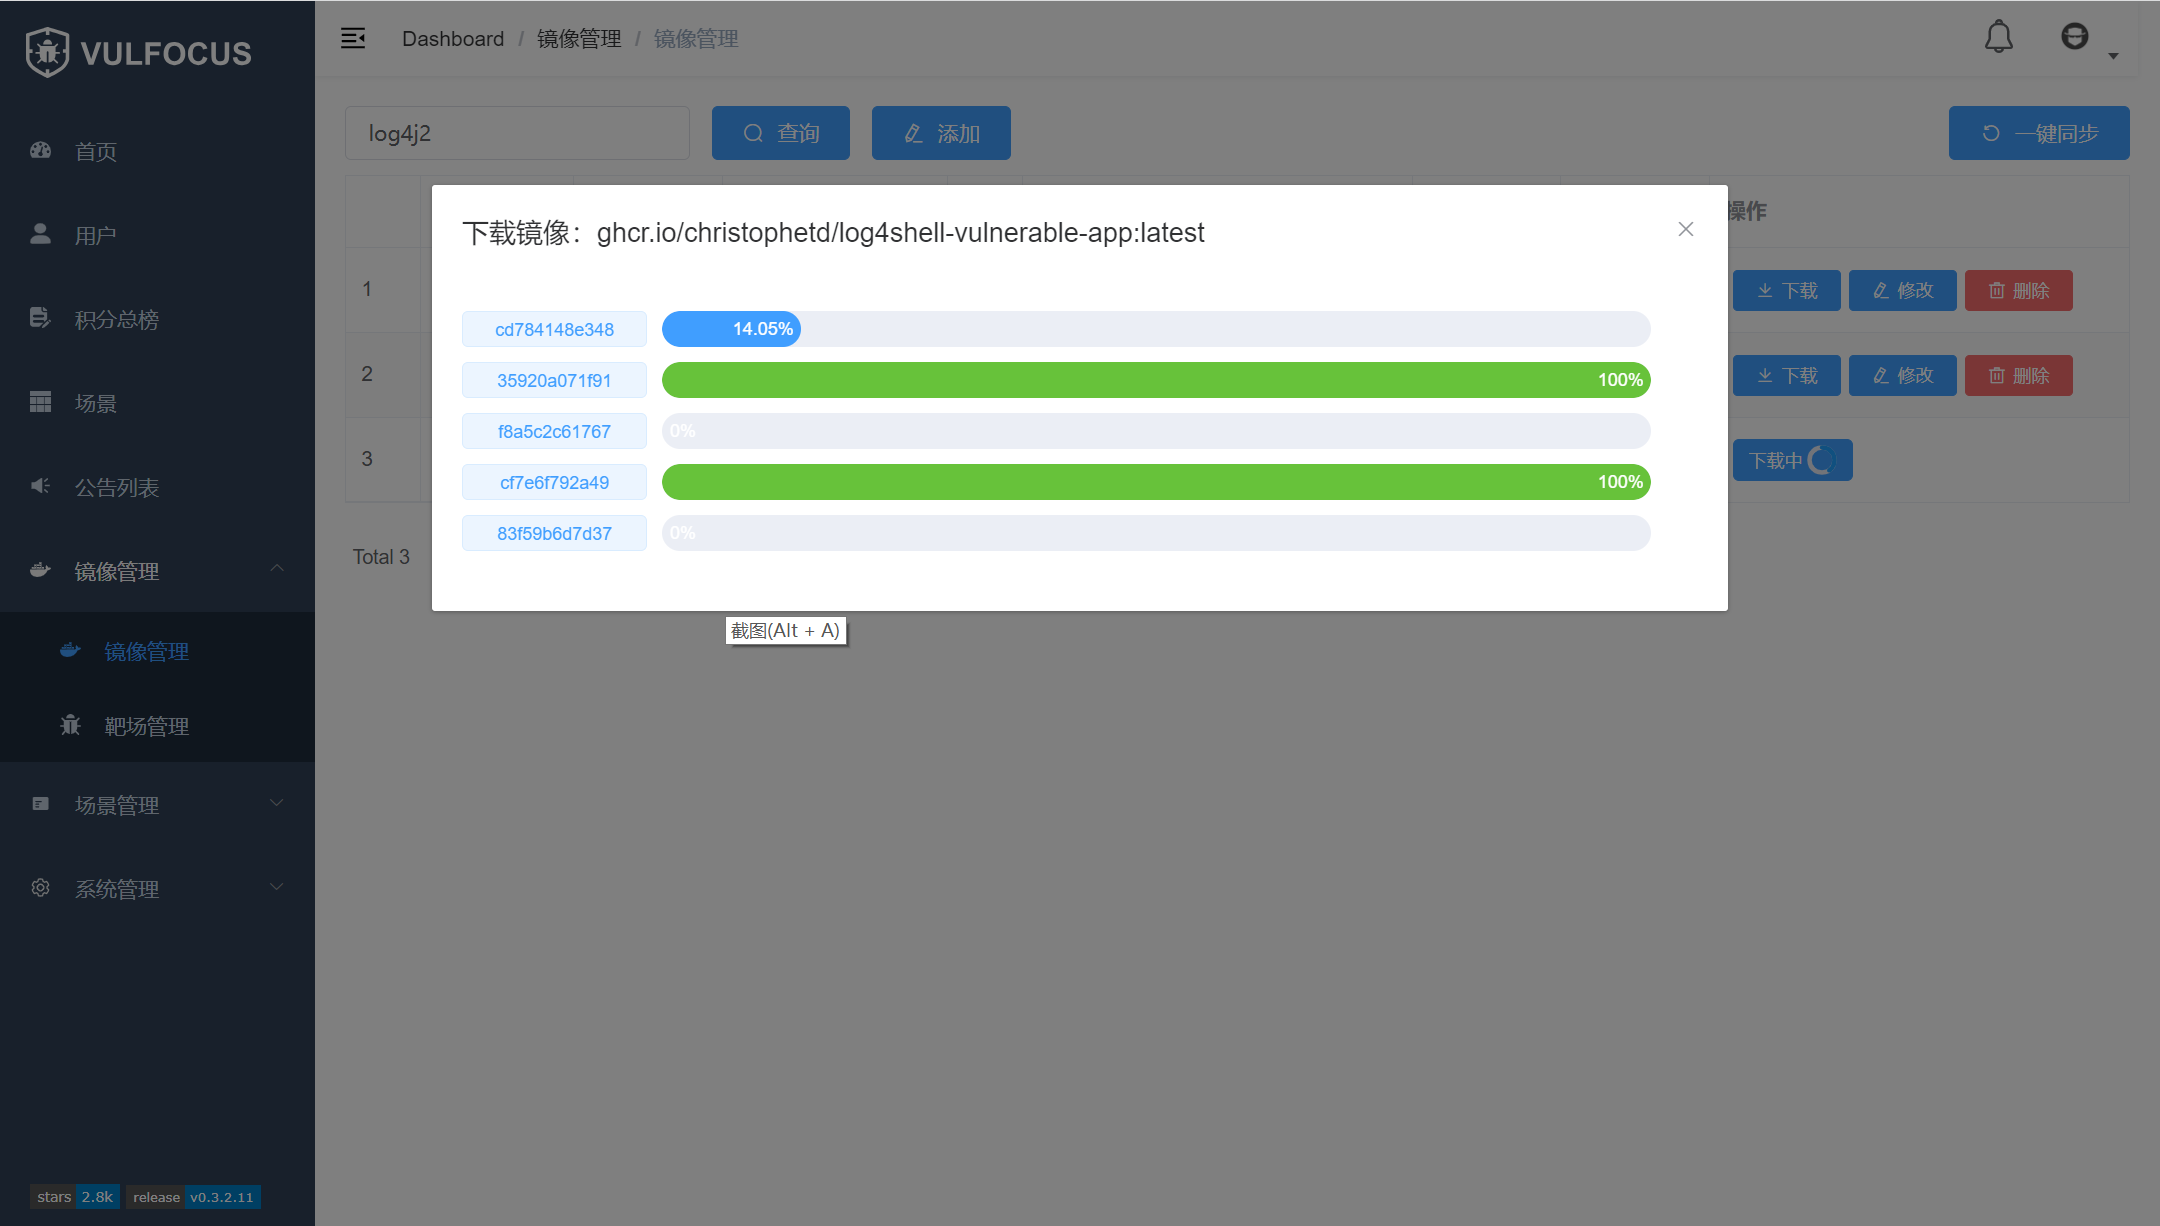 VULFOCUS
首页
用户
积分总榜
场景
公告列表
镜像管理
镜像管理
靶场管理
场景管理
系统管理
stars 2.8k release v0.3.2.11
Dashboard / 镜像管理 / 镜像管理
log4j2
查询
添加
一键同步
操作
1
下载 修改 删除
2
下载 修改 删除
3
下载中
Total 3
下载镜像：ghcr.io/christophetd/log4shell-vulnerable-app:latest
cd784148e348 14.05%
35920a071f91 100%
f8a5c2c61767 0%
cf7e6f792a49 100%
83f59b6d7d37 0%
截图(Alt + A)